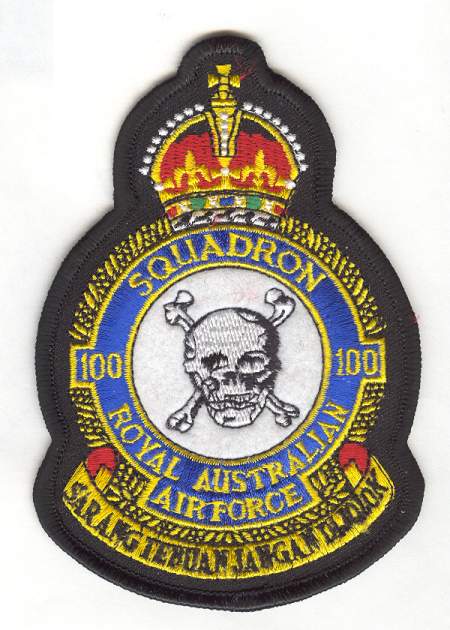 SQUADRON
100 100
ROYAL AUSTRALIAN
AIR FORCE
SARANG TEBUAN JANGAN DIJOLOK